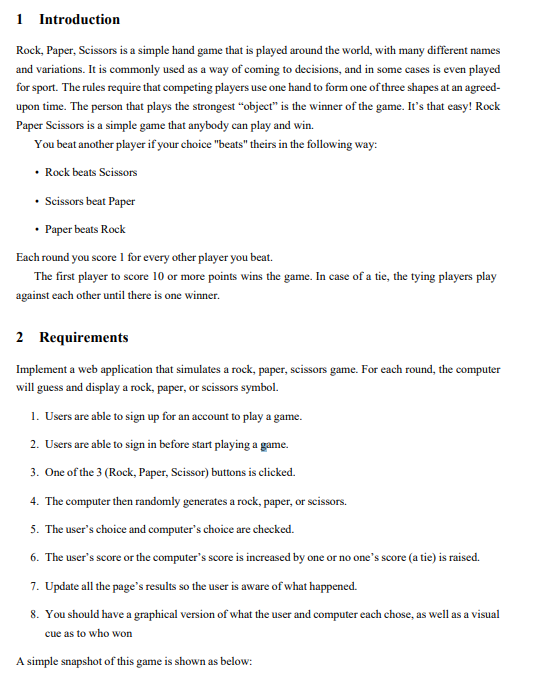 1 Introduction
Rock, Paper, Scissors is a simple hand game that is played around the world, with many different names
and variations. It is commonly used as a way of coming to decisions, and in some cases is even played
for sport. The rules require that competing players use one hand to form one of three shapes at an agreed-
upon time. The person that plays the strongest “object” is the winner of the game. It’s that easy! Rock
Paper Scissors is a simple game that anybody can play and win.
You beat another player if your choice "beats" theirs in the following way:
• Rock beats Scissors
• Scissors beat Paper
• Paper beats Rock
Each round you score 1 for every other player you beat.
The first player to score 10 or more points wins the game. In case of a tie, the tying players play
against each other until there is one winner.
2 Requirements
Implement a web application that simulates a rock, paper, scissors game. For each round, the computer
will guess and display a rock, paper, or scissors symbol.
1. Users are able to sign up for an account to play a game.
2. Users are able to sign in before start playing a game.
3. One of the 3 (Rock, Paper, Scissor) buttons is clicked.
4. The computer then randomly generates a rock, paper, or scissors.
5. The user’s choice and computer’s choice are checked.
6. The user’s score or the computer’s score is increased by one or no one’s score (a tie) is raised.
7. Update all the page’s results so the user is aware of what happened.
8. You should have a graphical version of what the user and computer each chose, as well as a visual
cue as to who won
A simple snapshot of this game is shown as below: